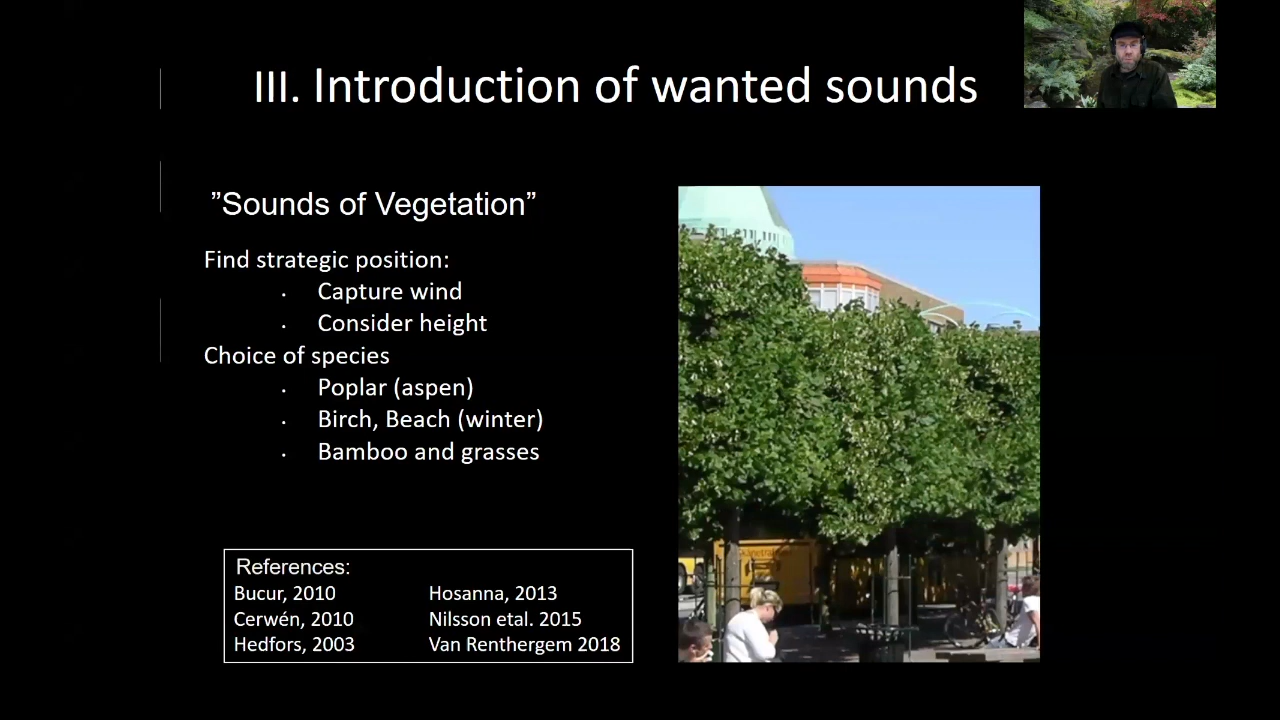 III. Introduction of wanted sounds
”Sounds of Vegetation”
Find strategic position:
· Capture wind
· Consider height
Choice of species
· Poplar (aspen)
· Birch, Beach (winter)
· Bamboo and grasses
References:
Bucur, 2010 Hosanna, 2013
Cerwén, 2010 Nilsson etal. 2015
Hedfors, 2003 Van Renthergem 2018